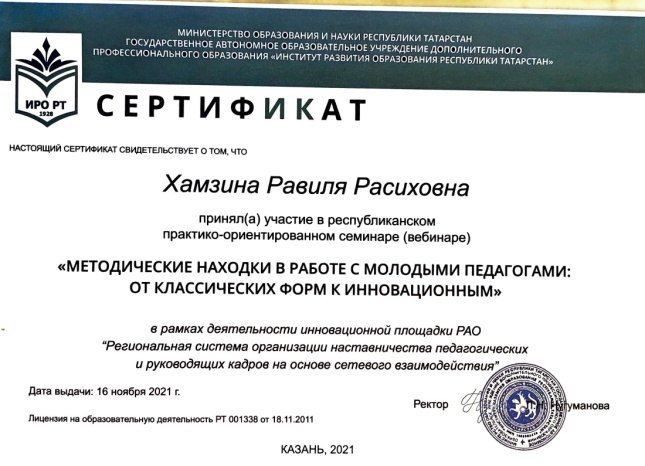 МИНИСТЕРСТВО ОБРАЗОВАНИЯ И НАУКИ РЕСПУБЛИКИ ТАТАРСТАН
ГОСУДАРСТВЕННОЕ АВТОНОМНОЕ ОБРАЗОВАТЕЛЬНОЕ УЧРЕЖДЕНИЕ ДОПОЛНИТЕЛЬНОГО
ПРОФЕССИОНАЛЬНОГО ОБРАЗОВАНИЯ «ИНСТИТУТ РАЗВИТИЯ ОБРАЗОВАНИЯ РЕСПУБЛИКИ ТАТАРСТАН»
ИРО РТ
1928
СЕРТИФИКАТ
НАСТОЯЩИЙ СЕРТИФИКАТ СВИДЕТЕЛЬСТВУЕТ О ТОМ, ЧТО
Хамзина Равиля Расиховна
принял(а) участие в республиканском
практико-ориентированном семинаре (вебинаре)
«МЕТОДИЧЕСКИЕ НАХОДКИ В РАБОТЕ С МОЛОДЫМИ ПЕДАГОГАМИ:
ОТ КЛАССИЧЕСКИХ ФОРМ К ИННОВАЦИОННЫМ»
в рамках деятельности инновационной площадки РАО
"Региональная система организации наставничества педагогических
и руководящих кадров на основе сетевого взаимодействия"
Дата выдачи: 16 ноября 2021 г.
Ректор Л.Н. Нугуманова
Лицензия на образовательную деятельность РТ 001338 от 18.11.2011
КАЗАНЬ, 2021